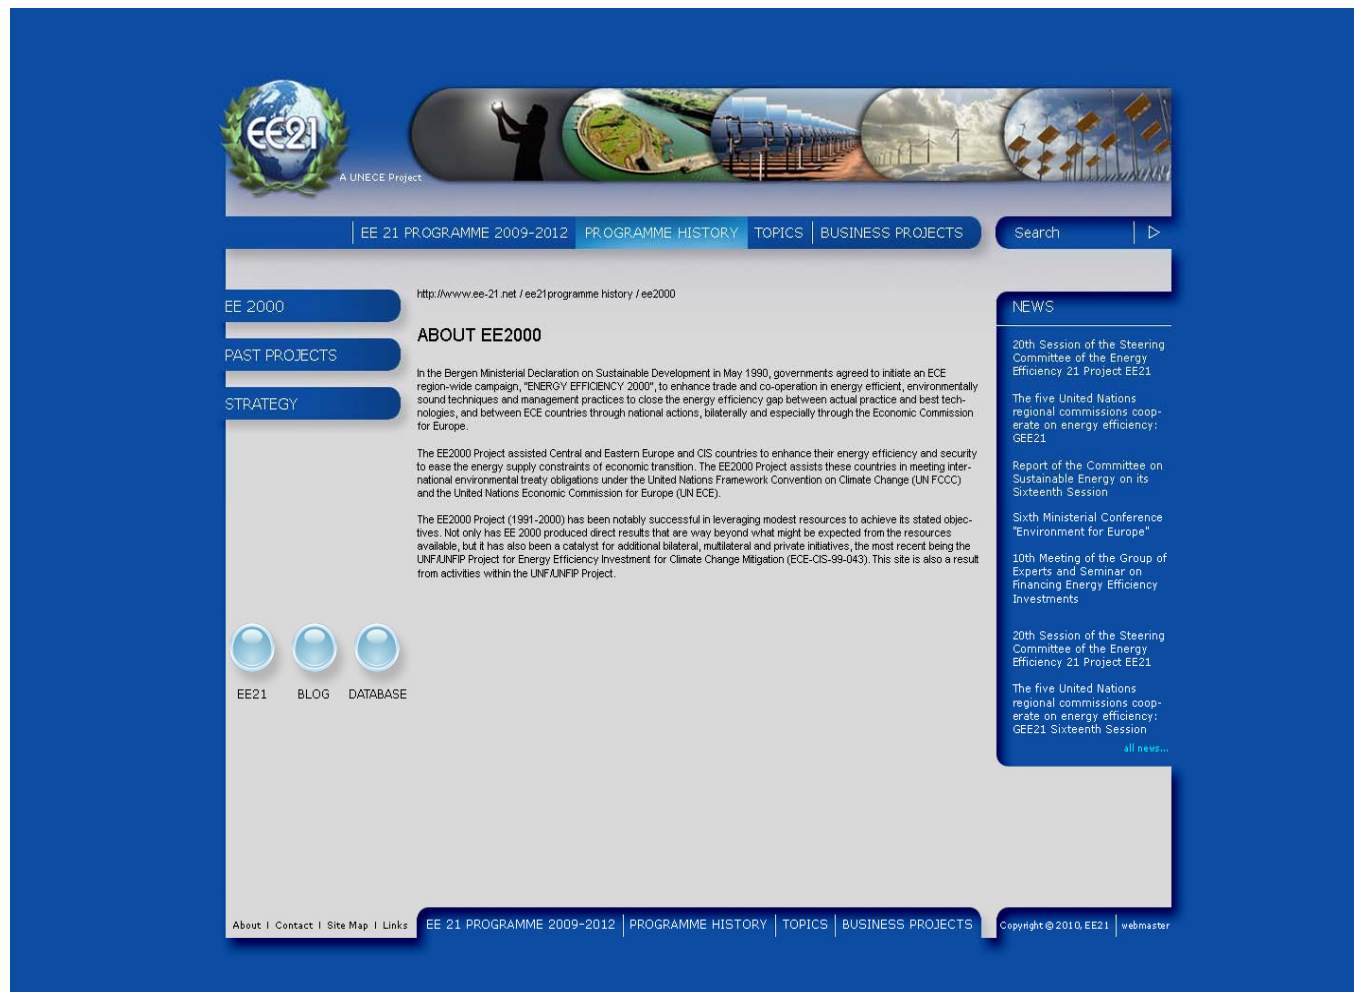 EE21
A UNECE Project
EE 21 PROGRAMME 2009-2012 PROGRAMME HISTORY TOPICS BUSINESS PROJECTS
Search
EE 2000
PAST PROJECTS
STRATEGY
http://www.ee-21.net / ee21programme history / ee2000
ABOUT EE2000
In the Bergen Ministerial Declaration on Sustainable Development in May 1990, governments agreed to initiate an ECE
region-wide campaign, "ENERGY EFFICIENCY 2000", to enhance trade and co-operation in energy efficient, environmentally
sound techniques and management practices to close the energy efficiency gap between actual practice and best tech-
nologies, and between ECE countries through national actions, bilaterally and especially through the Economic Commission
for Europe.
The EE2000 Project assisted Central and Eastern Europe and CIS countries to enhance their energy efficiency and security
to ease the energy supply constraints of economic transition. The EE2000 Project assists these countries in meeting inter-
national environmental treaty obligations under the United Nations Framework Convention on Climate Change (UN FCCC)
and the United Nations Economic Commission for Europe (UN ECE).
The EE2000 Project (1991-2000) has been notably successful in leveraging modest resources to achieve its stated objec-
tives. Not only has EE 2000 produced direct results that are way beyond what might be expected from the resources
available, but it has also been a catalyst for additional bilateral, multilateral and private initiatives, the most recent being the
UNF/UNFIP Project for Energy Efficiency Investment for Climate Change Mitigation (ECE-CIS-99-043). This site is also a result
from activities within the UNF/UNFIP Project.
EE21 BLOG DATABASE
NEWS
20th Session of the Steering
Committee of the Energy
Efficiency 21 Project EE21
The five United Nations
regional commissions coop-
erate on energy efficiency:
GEE21
Report of the Committee on
Sustainable Energy on its
Sixteenth Session
Sixth Ministerial Conference
"Environment for Europe"
10th Meeting of the Group of
Experts and Seminar on
Financing Energy Efficiency
Investments
20th Session of the Steering
Committee of the Energy
Efficiency 21 Project EE21
The five United Nations
regional commissions coop-
erate on energy efficiency:
GEE21 Sixteenth Session
all news...
About | Contact | Site Map | Links
EE 21 PROGRAMME 2009-2012 PROGRAMME HISTORY TOPICS BUSINESS PROJECTS
Copyright © 2010, EE21 webmaster